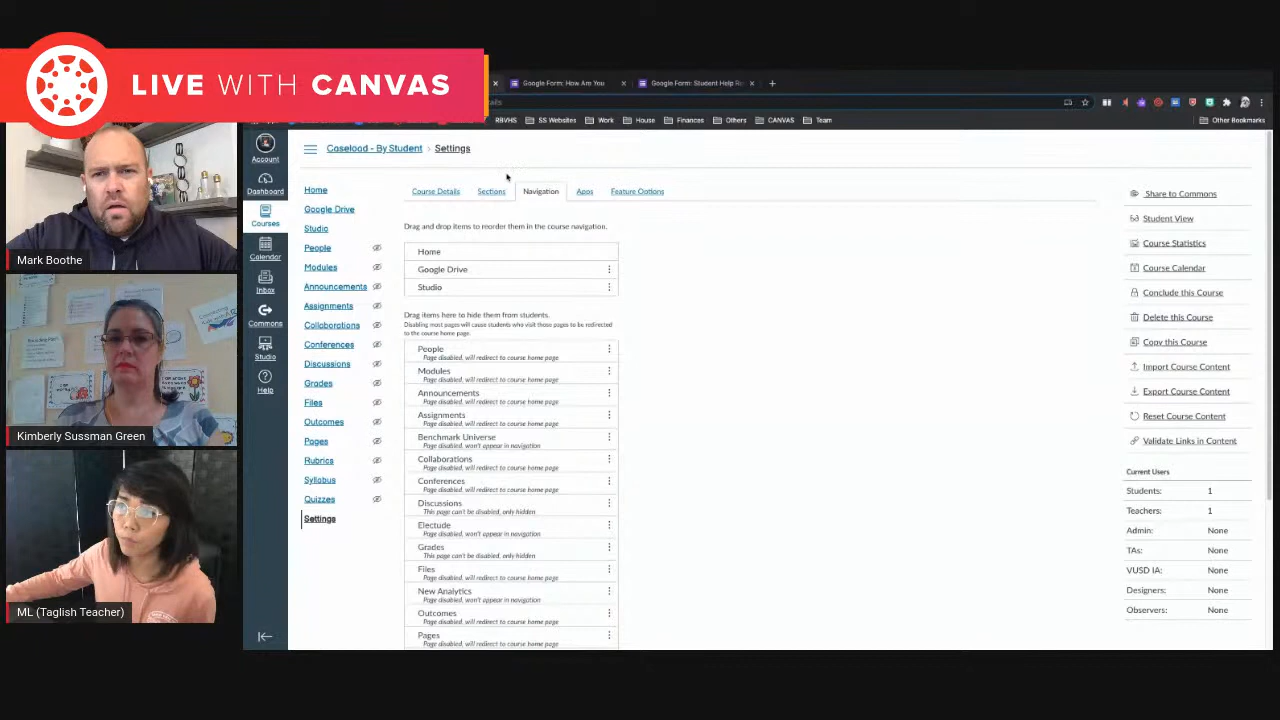 LIVE WITH CANVAS
Google Form: How Are You
Google Form: Student Help Re
RBVHS
SS Websites
Work
House
Finances
Others
CANVAS
Team
Other Bookmarks
Mark Boothe
Kimberly Sussman Green
ML (Taglish Teacher)
Account
Dashboard
Courses
Calendar
Inbox
Commons
Studio
Help
Caseload - By Student › Settings
Home
Google Drive
Studio
People
Modules
Announcements
Assignments
Collaborations
Conferences
Discussions
Grades
Files
Outcomes
Pages
Rubrics
Syllabus
Quizzes
Settings
Course Details
Sections
Navigation
Apps
Feature Options
Drag and drop items to reorder them in the course navigation.
Home
Google Drive
Studio
Drag items here to hide them from students.
Disabling most pages will cause students who visit those pages to be redirected
to the course home page.
People
Page disabled, will redirect to course home page
Modules
Page disabled, will redirect to course home page
Announcements
Page disabled, will redirect to course home page
Assignments
Page disabled, will redirect to course home page
Benchmark Universe
Page disabled, won't appear in navigation
Collaborations
Page disabled, will redirect to course home page
Conferences
Page disabled, will redirect to course home page
Discussions
This page can't be disabled, only hidden
Electude
Page disabled, won't appear in navigation
Grades
This page can't be disabled, only hidden
Files
Page disabled, will redirect to course home page
New Analytics
Page disabled, won't appear in navigation
Outcomes
Page disabled, will redirect to course home page
Pages
Page disabled, will redirect to course home page
Share to Commons
Student View
Course Statistics
Course Calendar
Conclude this Course
Delete this Course
Copy this Course
Import Course Content
Export Course Content
Reset Course Content
Validate Links in Content
Current Users
Students: 1
Teachers: 1
Admin: None
TAs: None
VUSD IA: None
Designers: None
Observers: None